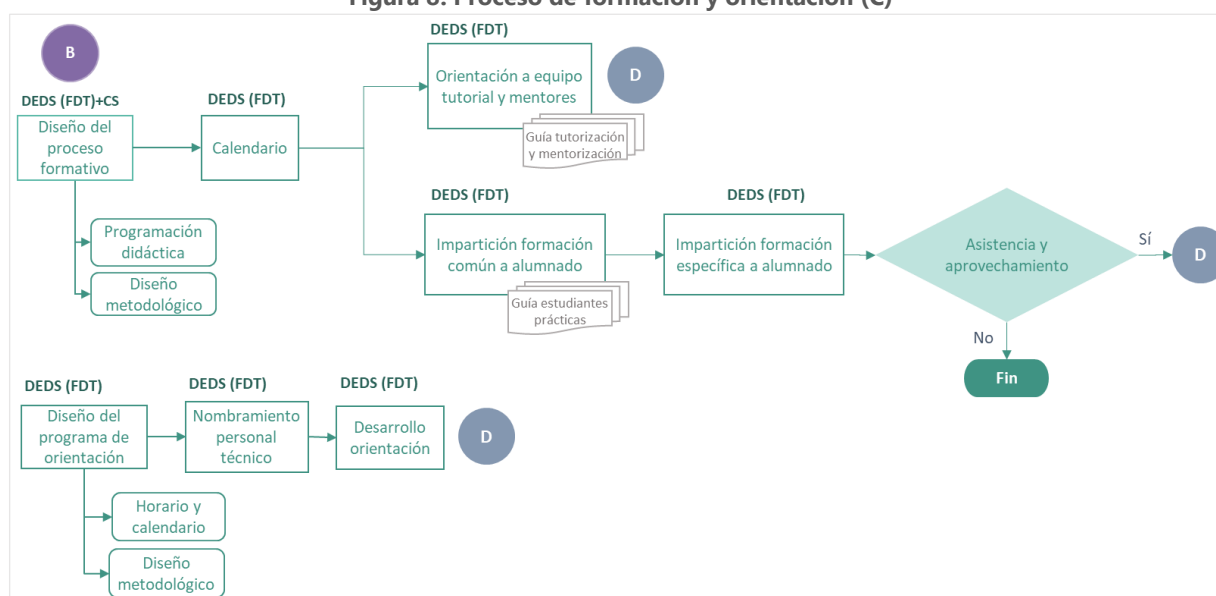 Figura 8. Proceso de formación y orientación (C)
B
DEDS (FDT)+CS
Diseño del
proceso
formativo
Programación
didáctica
Diseño
metodológico
DEDS (FDT)
Calendario
DEDS (FDT)
Orientación a equipo
tutorial y mentores
Guía tutorización
y mentorización
D
DEDS (FDT)
Impartición formación
común a alumnado
Guía estudiantes
prácticas
DEDS (FDT)
Impartición formación
específica a alumnado
Asistencia y
aprovechamiento
Sí
D
No
Fin
DEDS (FDT)
Diseño del
programa de
orientación
Horario y
calendario
Diseño
metodológico
DEDS (FDT)
Nombramiento
personal
técnico
DEDS (FDT)
Desarrollo
orientación
D